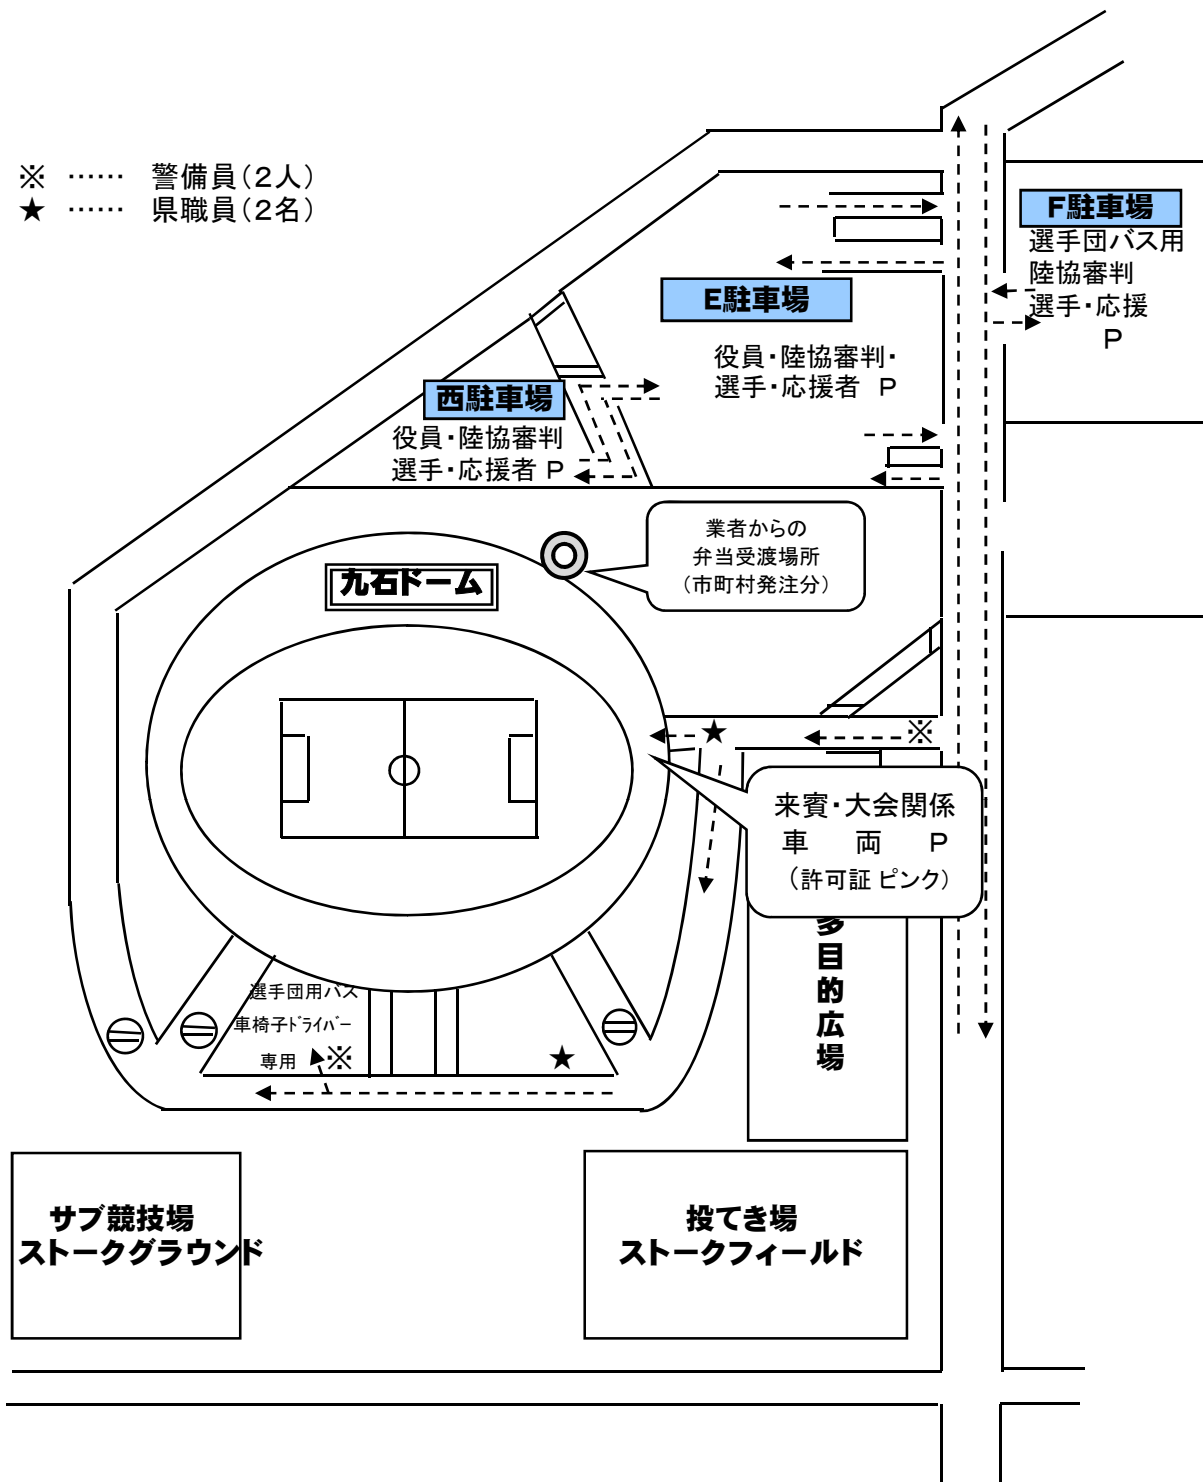 ※ …… 警備員(2人)
★ …… 県職員(2名)
F駐車場
選手団バス用
陸協審判
選手・応援
P
E駐車場
役員・陸協審判・
選手・応援者 P
西駐車場
役員・陸協審判
選手・応援者 P
業者からの
弁当受渡場所
(市町村発注分)
九石ドーム
★
※
来賓・大会関係
車 両 P
(許可証 ピンク)
多目的広場
選手団用バス
車椅子ドライバー
専用
※
★
サブ競技場
ストークグラウンド
投てき場
ストークフィールド